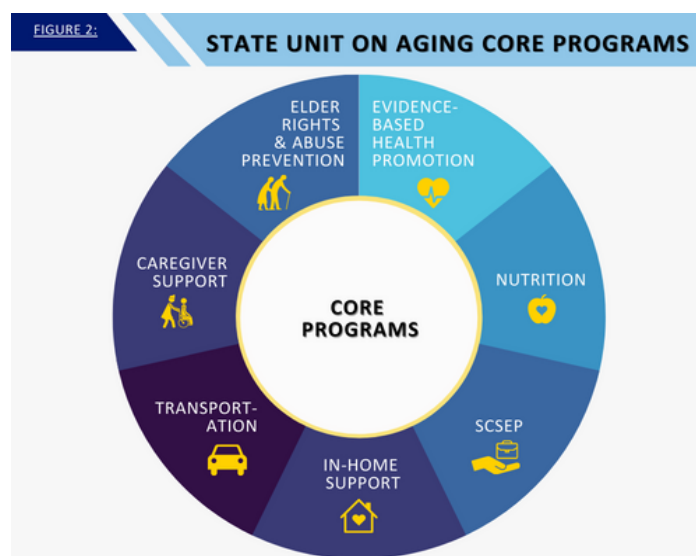 FIGURE 2:
STATE UNIT ON AGING CORE PROGRAMS
ELDER
RIGHTS
& ABUSE
PREVENTION
EVIDENCE-
BASED
HEALTH
PROMOTION
CAREGIVER
SUPPORT
NUTRITION
CORE
PROGRAMS
TRANSPORT-
ATION
SCSEP
IN-HOME
SUPPORT